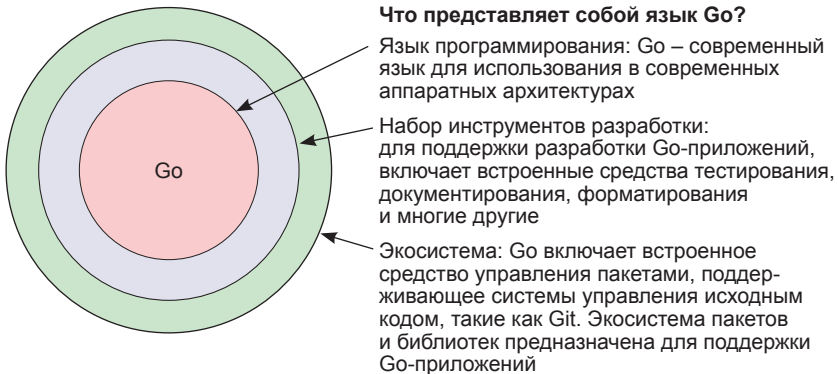 Что представляет собой язык Go?
Язык программирования: Go – современный
язык для использования в современных
аппаратных архитектурах
Go
Набор инструментов разработки:
для поддержки разработки Go-приложений,
включает встроенные средства тестирования,
документирования, форматирования
и многие другие
Экосистема: Go включает встроенное
средство управления пакетами, поддер-
живающее системы управления исходным
кодом, такие как Git. Экосистема пакетов
и библиотек предназначена для поддержки
Go-приложений